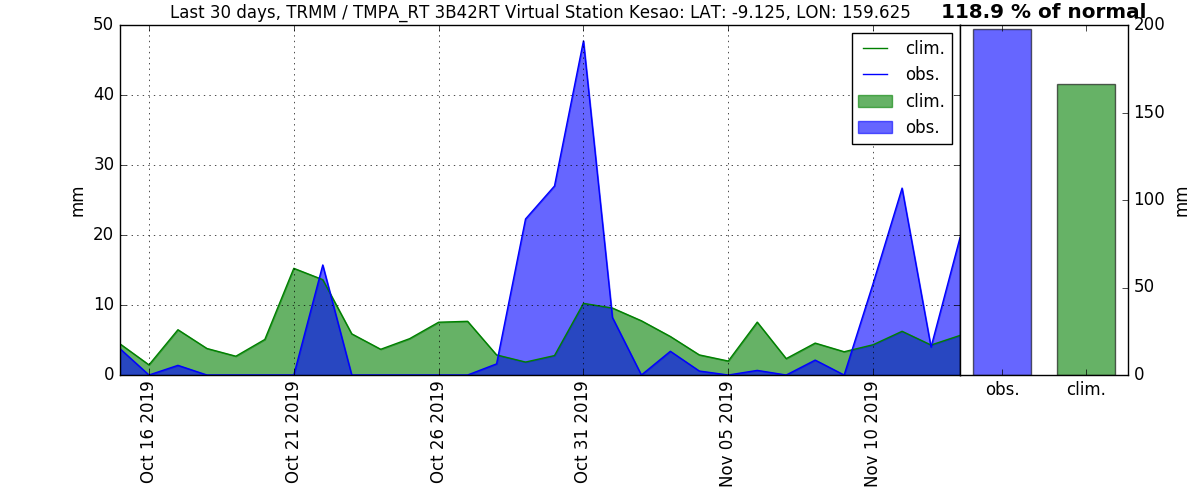 Last 30 days, TRMM / TMPA_RT 3B42RT Virtual Station Kesao: LAT: -9.125, LON: 159.625
118.9 % of normal
50
40
30
20
10
0
mm
clim.
obs.
clim.
obs.
Oct 16 2019
Oct 21 2019
Oct 26 2019
Oct 31 2019
Nov 05 2019
Nov 10 2019
200
150
100
50
0
mm
obs.
clim.